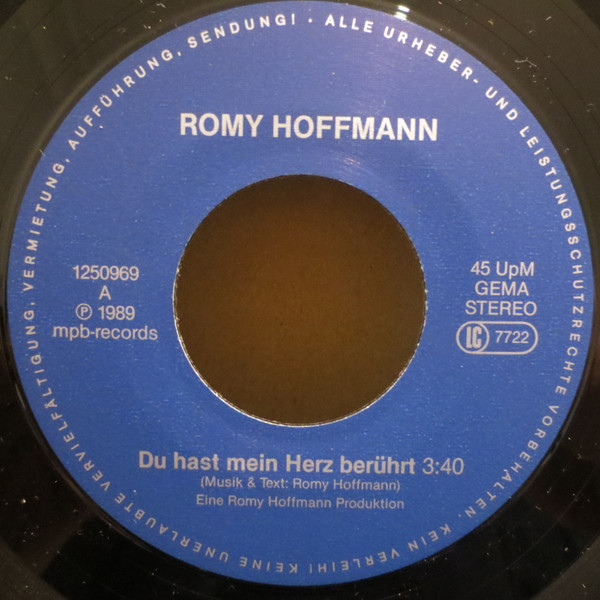 ALLE URHEBER- UND LEISTUNGSSCHUTZRECHTE VORBEHALTEN. KEIN VERLEIH! KEINE UNERLAUBTE VERVIELFÄLTIGUNG, VERMIETUNG, AUFFÜHRUNG, SENDUNG! ·
ROMY HOFFMANN
1250969
A
℗ 1989
mpb-records
45 UpM
GEMA
STEREO
LC 7722
Du hast mein Herz berührt 3:40
(Musik & Text: Romy Hoffmann)
Eine Romy Hoffmann Produktion